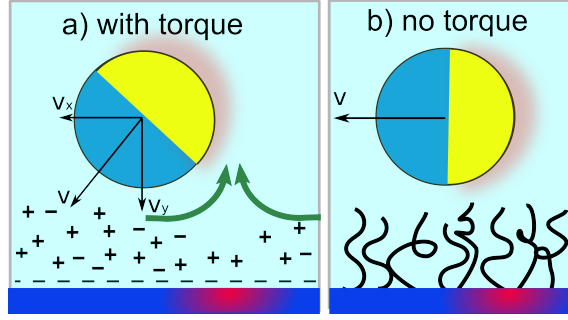 a) with torque
b) no torque
vx
v
vy
v